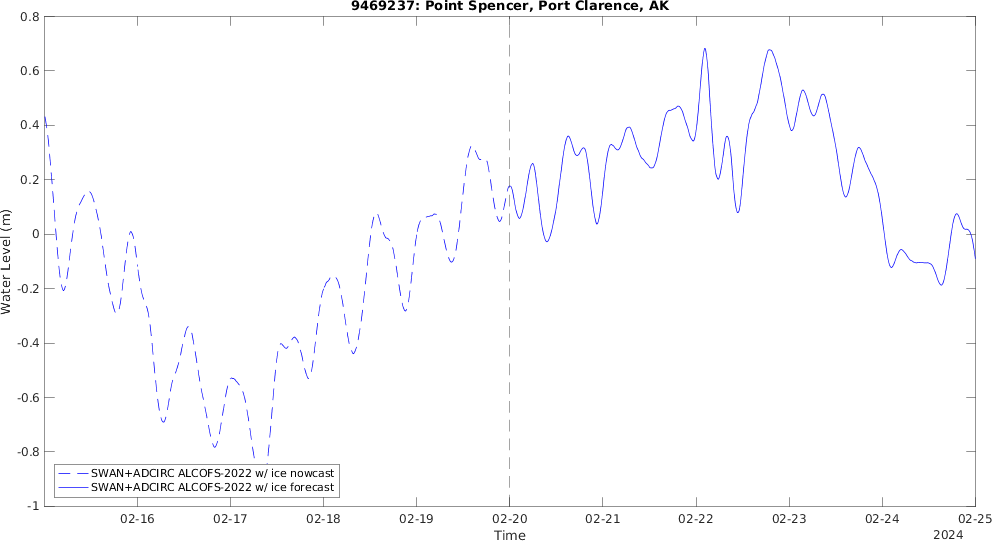 9469237: Point Spencer, Port Clarence, AK
0.8
0.6
0.4
0.2
0
-0.2
-0.4
-0.6
-0.8
-1
Water Level (m)
SWAN+ADCIRC ALCOFS-2022 w/ ice nowcast
SWAN+ADCIRC ALCOFS-2022 w/ ice forecast
02-16 02-17 02-18 02-19 02-20 02-21 02-22 02-23 02-24 02-25
Time
2024